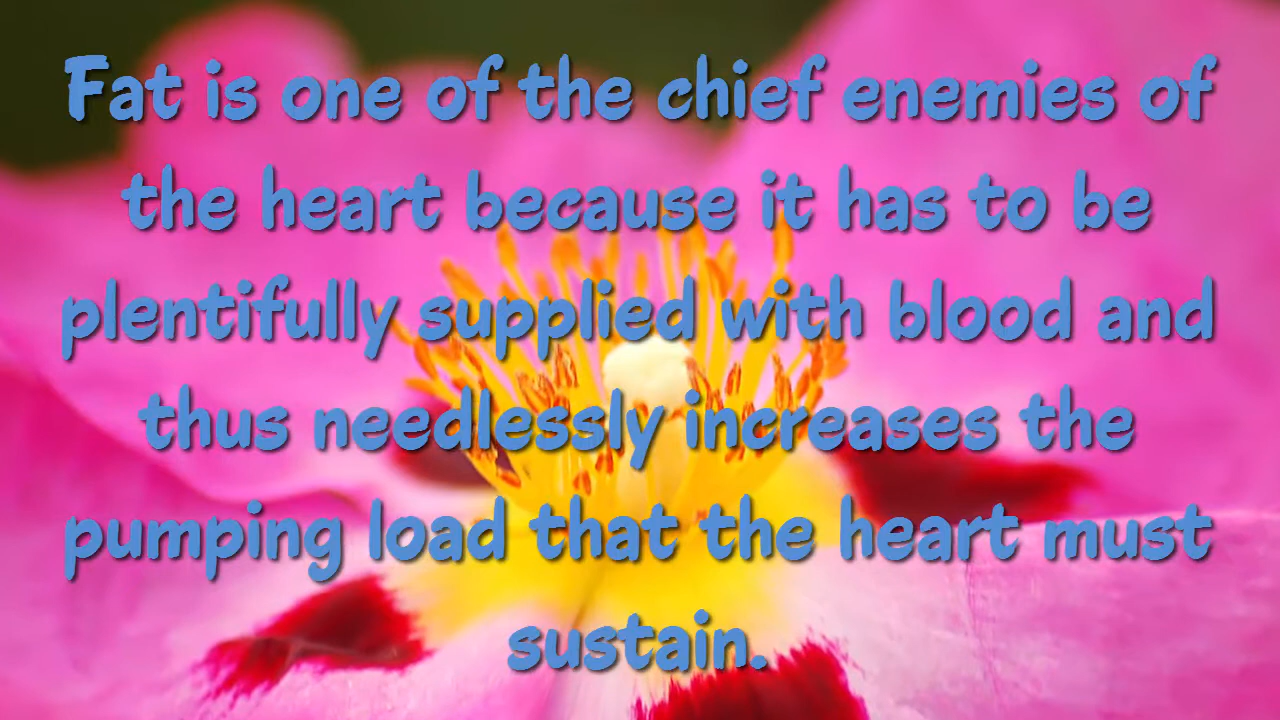 Fat is one of the chief enemies of
the heart because it has to be
plentifully supplied with blood and
thus needlessly increases the
pumping load that the heart must
sustain.